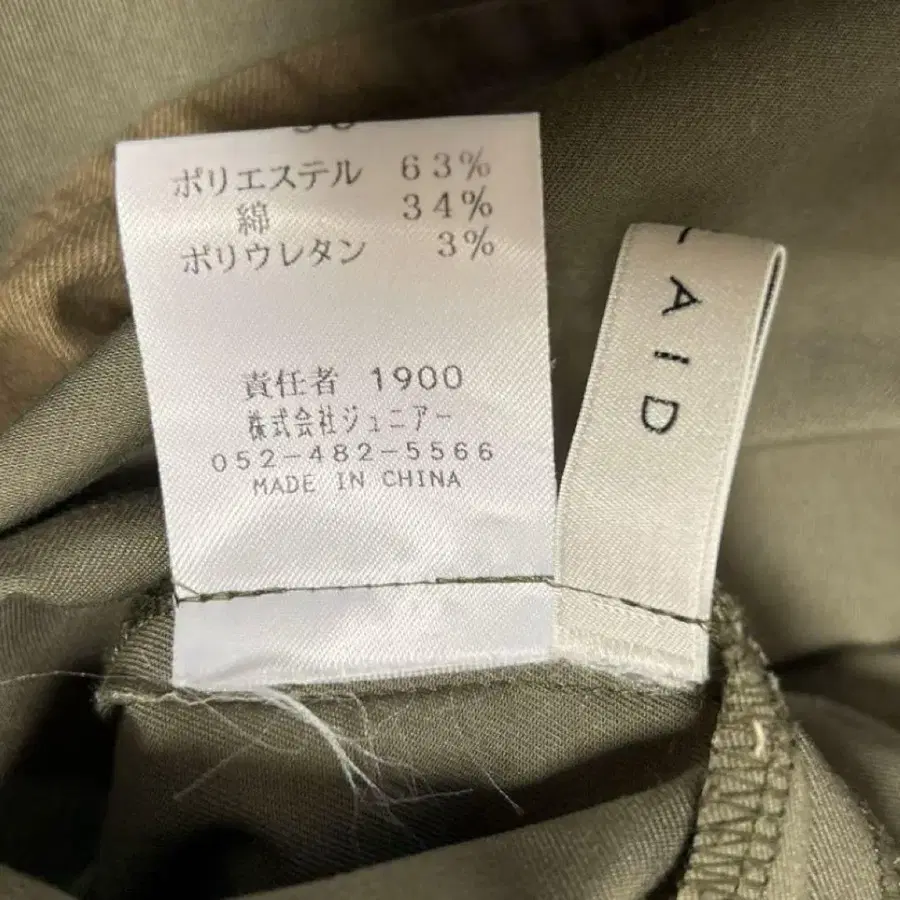 ポリエステル 63%
綿 34%
ポリウレタン 3%
責任者 1900
株式会社ジュニアー
052-482-5566
MADE IN CHINA
AID